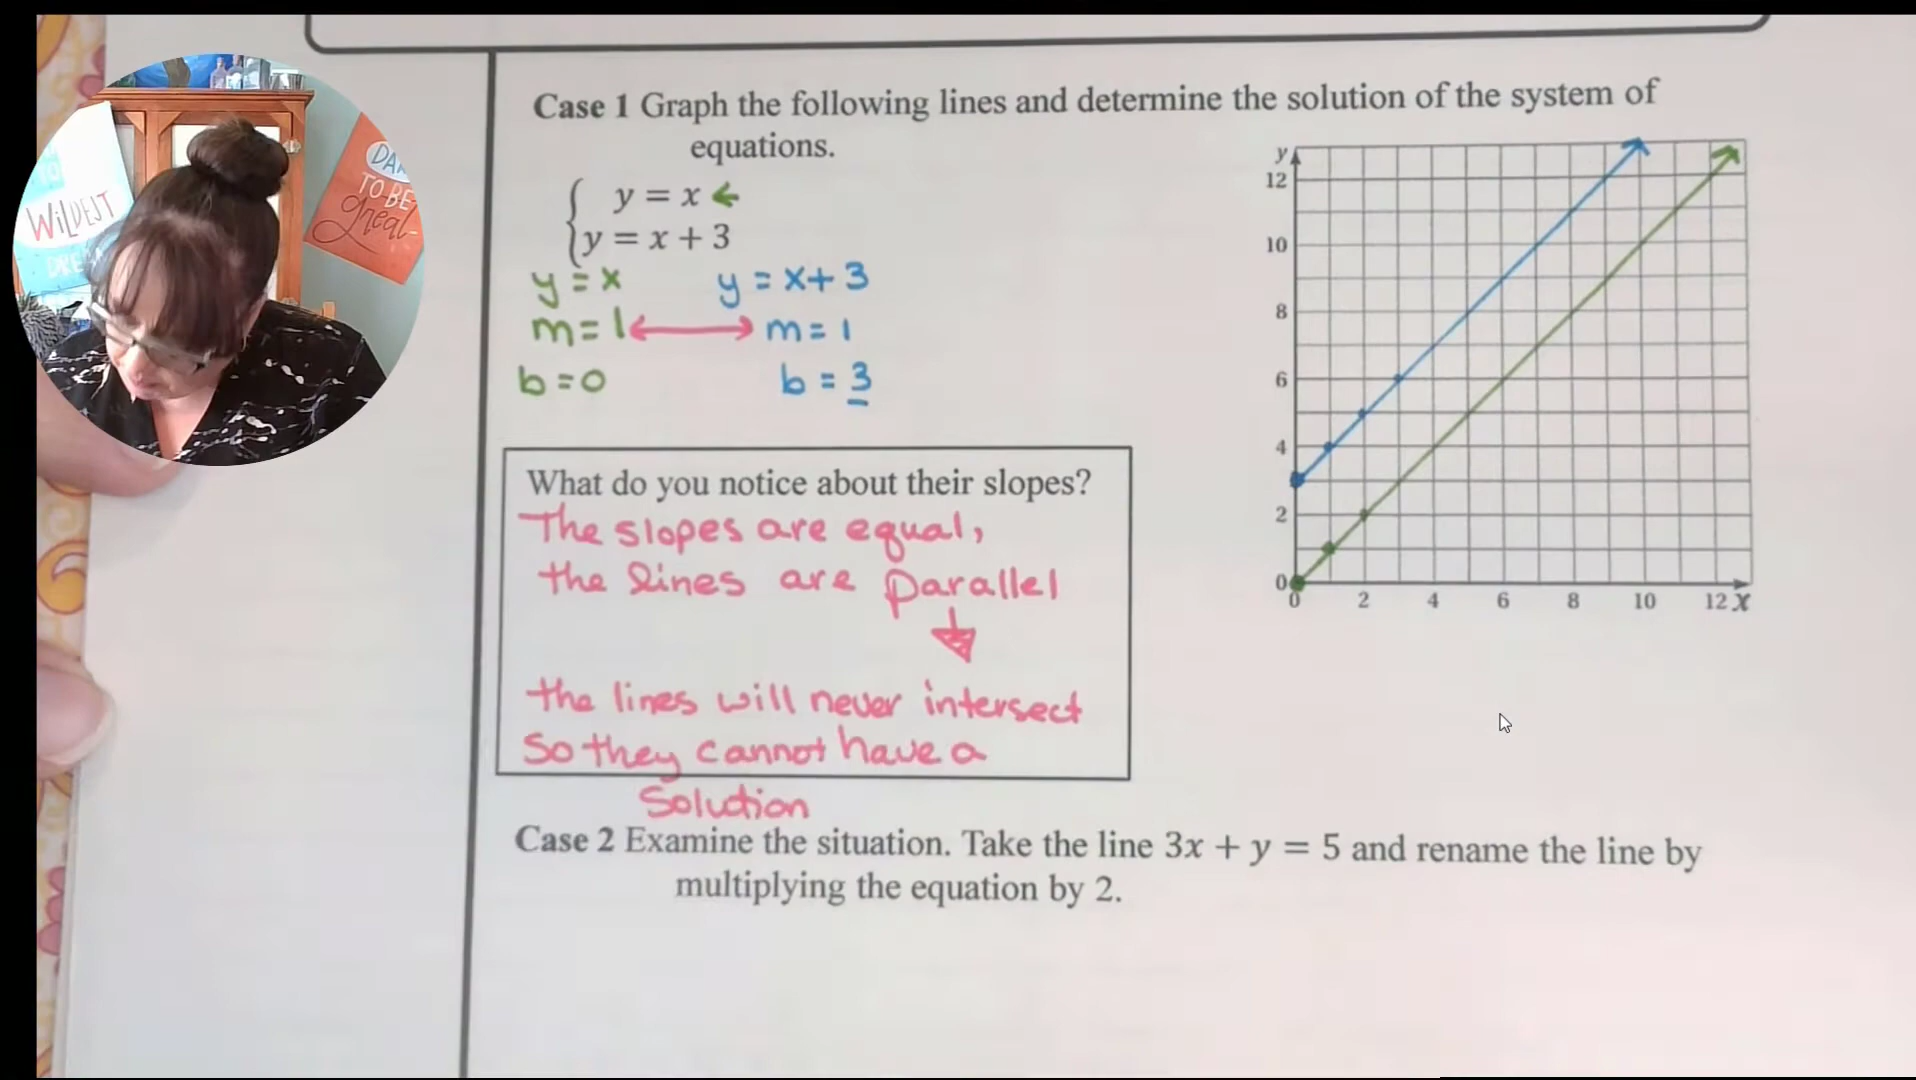 WILDEST
DRE
DA
TO BE
great
Case 1 Graph the following lines and determine the solution of the system of
equations.
y = x ←
y = x + 3
y = x y = x + 3
m = 1 ↔ m = 1
b = 0 b = 3
What do you notice about their slopes?
The slopes are equal,
the lines are parallel
the lines will never intersect
So they cannot have a
Solution
y
12
10
8
6
4
2
0
0 2 4 6 8 10 12 X
Case 2 Examine the situation. Take the line 3x + y = 5 and rename the line by
multiplying the equation by 2.